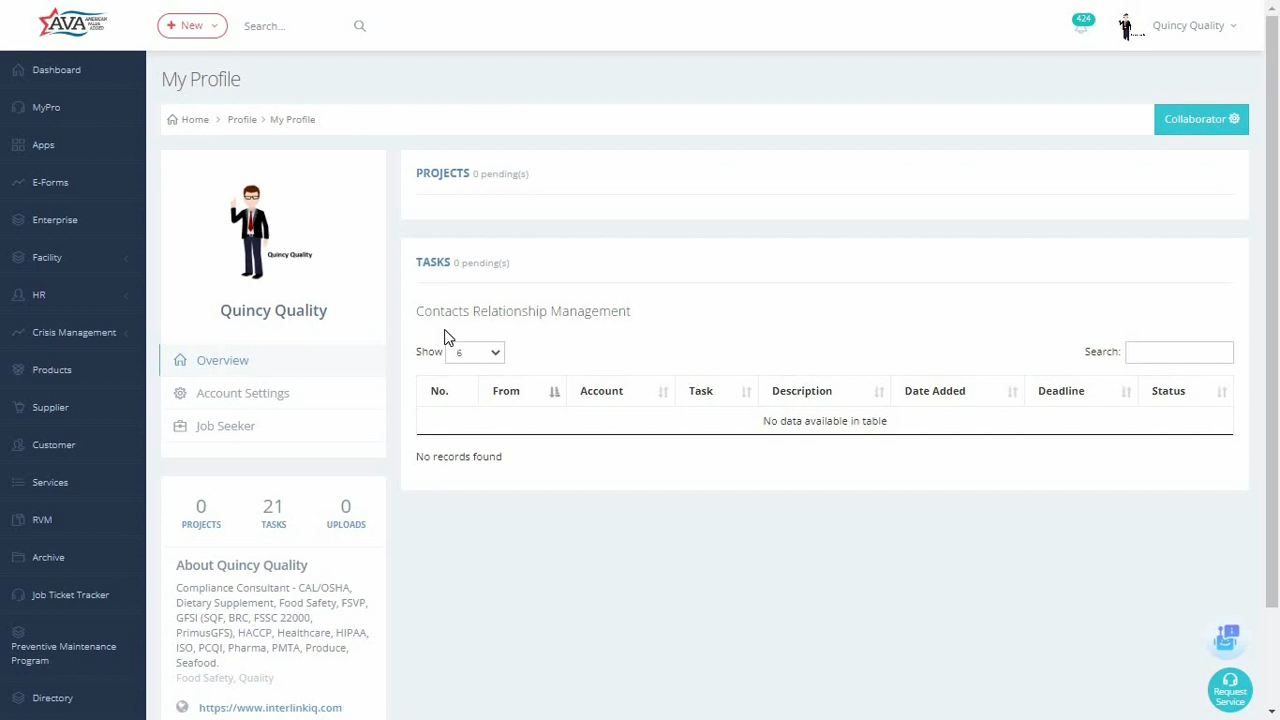 AVA AMERICAN VALUE ADDED
New
Search...
424
Quincy Quality
Dashboard
MyPro
Apps
E-Forms
Enterprise
Facility
HR
Crisis Management
Products
Supplier
Customer
Services
RVM
Archive
Job Ticket Tracker
Preventive Maintenance
Program
Directory
My Profile
Home > Profile > My Profile
Collaborator
Quincy Quality
Quincy Quality
Overview
Account Settings
Job Seeker
0 21 0
PROJECTS TASKS UPLOADS
About Quincy Quality
Compliance Consultant - CAL/OSHA,
Dietary Supplement, Food Safety, FSVP,
GFSI (SQF, BRC, FSSC 22000,
PrimusGFS), HACCP, Healthcare, HIPAA,
ISO, PCQI, Pharma, PMTA, Produce,
Seafood.
Food Safety, Quality
https://www.interlinkiq.com
PROJECTS 0 pending(s)
TASKS 0 pending(s)
Contacts Relationship Management
Show 6
Search:
No. From Account Task Description Date Added Deadline Status
No data available in table
No records found
Request
Service